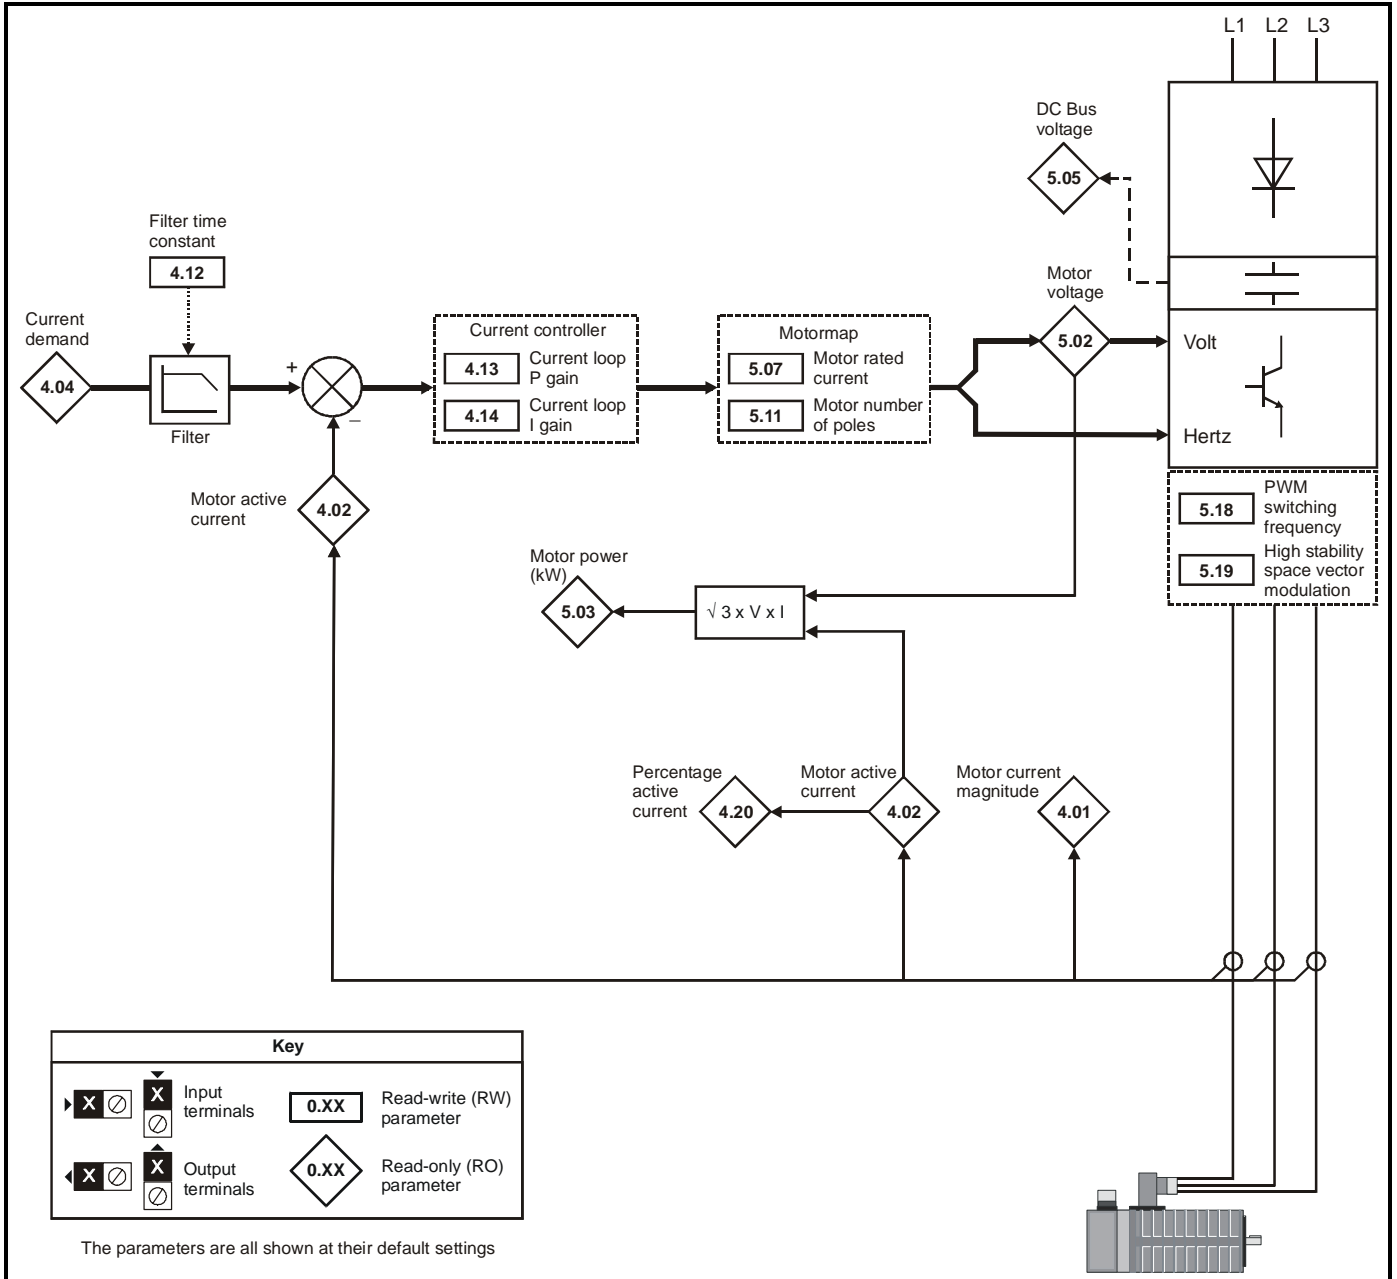 L1 L2 L3
DC Bus
voltage
5.05
Filter time
constant
4.12
Motor
voltage
5.02
Current
demand
4.04
Filter
+
–
Current controller
4.13 Current loop
P gain
4.14 Current loop
I gain
Motormap
5.07 Motor rated
current
5.11 Motor number
of poles
Volt
Hertz
Motor active
current
4.02
5.18 PWM
switching
frequency
5.19 High stability
space vector
modulation
Motor power
(kW)
5.03
√ 3 x V x I
Percentage
active
current
4.20
Motor active
current
4.02
Motor current
magnitude
4.01
Key
X X Input
terminals
0.XX Read-write (RW)
parameter
X X Output
terminals
0.XX Read-only (RO)
parameter
The parameters are all shown at their default settings